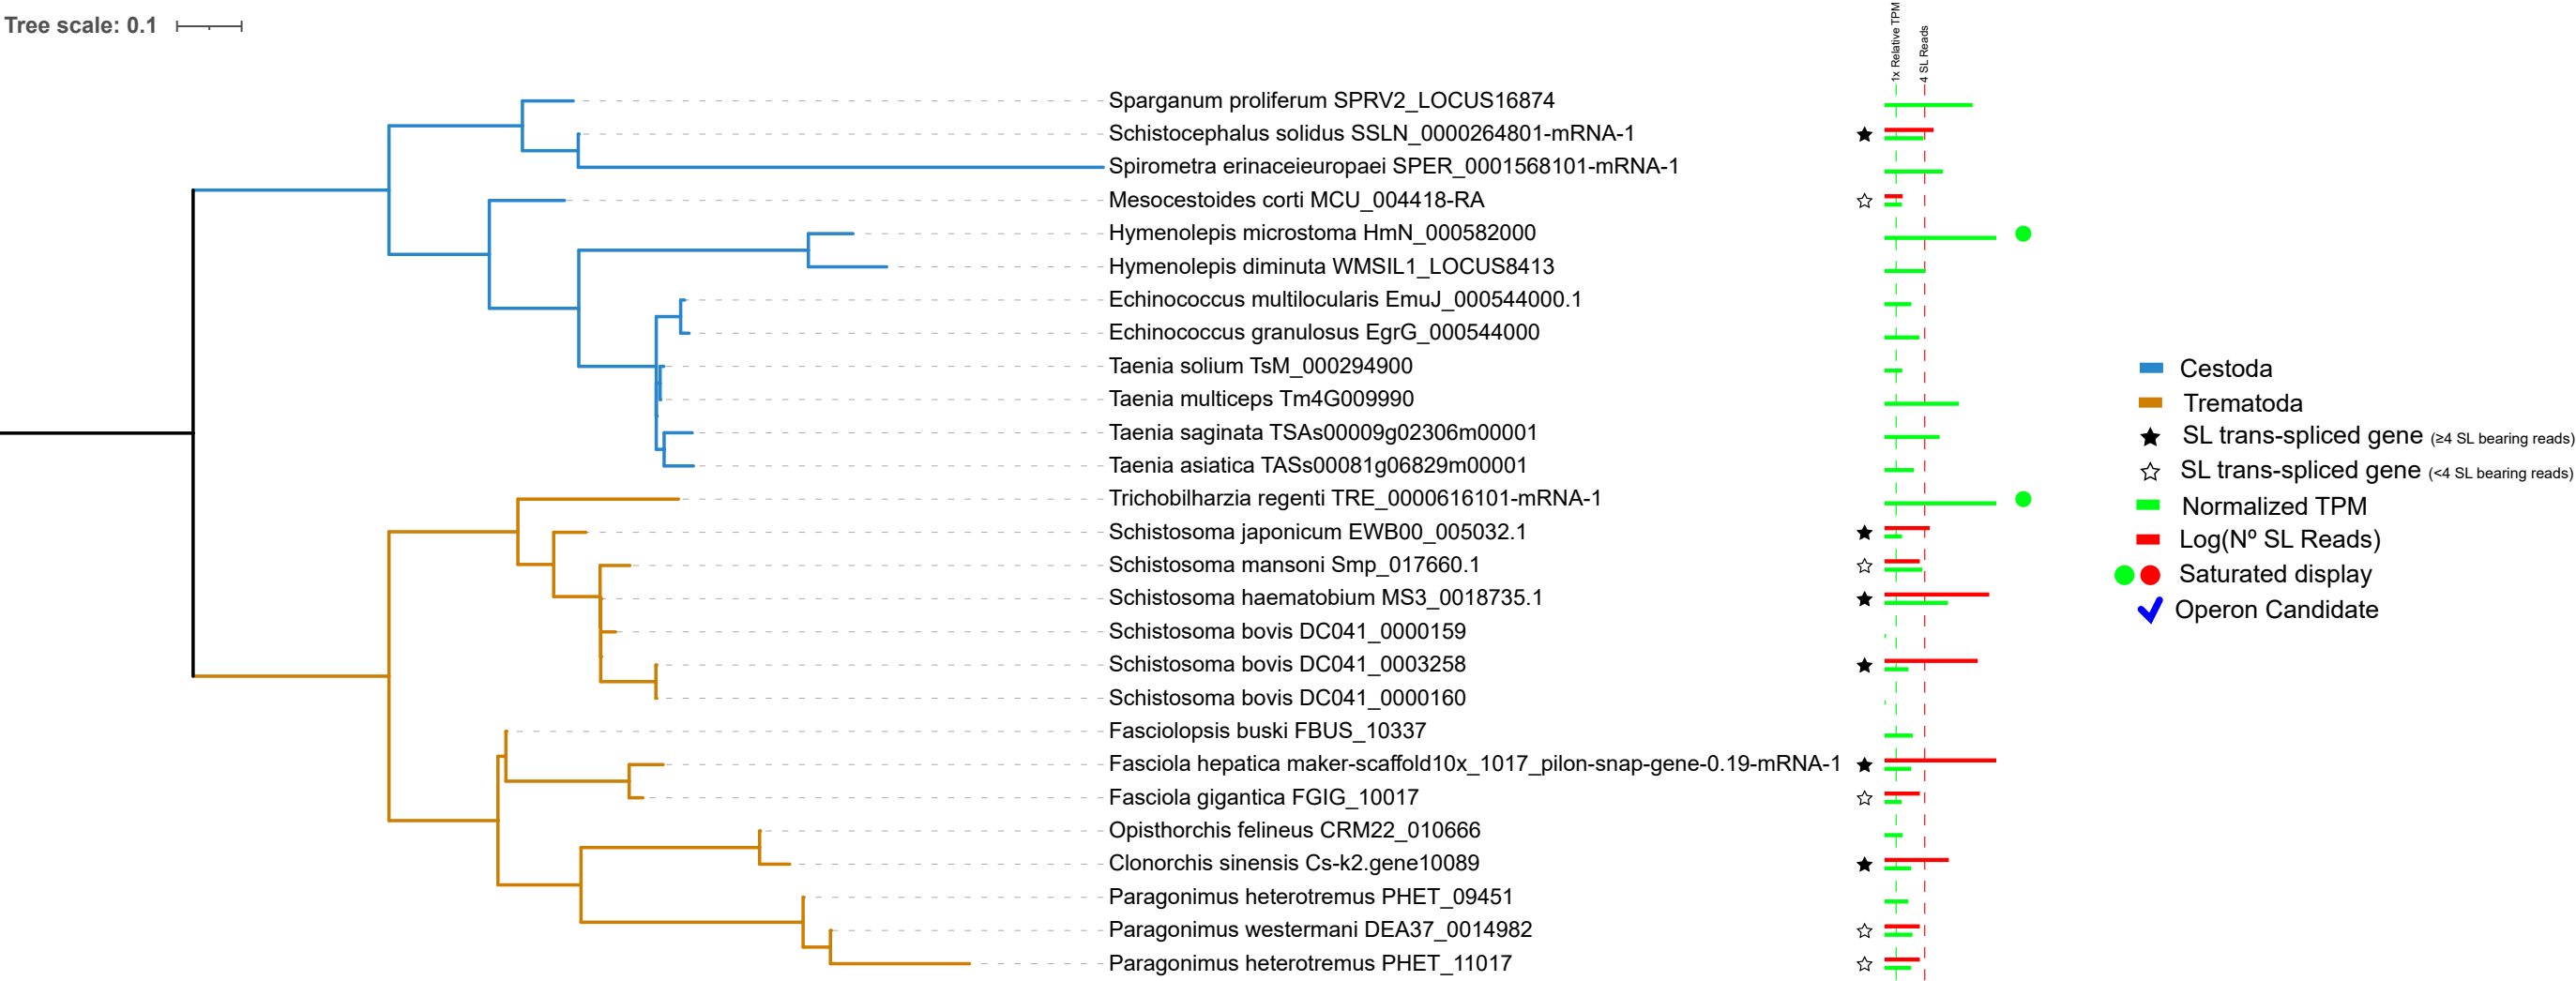 Tree scale: 0.1
1x Relative TPM
4 SL Reads
Sparganum proliferum SPRV2_LOCUS16874
Schistocephalus solidus SSLN_0000264801-mRNA-1
Spirometra erinaceieuropaei SPER_0001568101-mRNA-1
Mesocestoides corti MCU_004418-RA
Hymenolepis microstoma HmN_000582000
Hymenolepis diminuta WMSIL1_LOCUS8413
Echinococcus multilocularis EmuJ_000544000.1
Echinococcus granulosus EgrG_000544000
Taenia solium TsM_000294900
Taenia multiceps Tm4G009990
Taenia saginata TSAs00009g02306m00001
Taenia asiatica TASs00081g06829m00001
Trichobilharzia regenti TRE_0000616101-mRNA-1
Schistosoma japonicum EWB00_005032.1
Schistosoma mansoni Smp_017660.1
Schistosoma haematobium MS3_0018735.1
Schistosoma bovis DC041_0000159
Schistosoma bovis DC041_0003258
Schistosoma bovis DC041_0000160
Fasciolopsis buski FBUS_10337
Fasciola hepatica maker-scaffold10x_1017_pilon-snap-gene-0.19-mRNA-1
Fasciola gigantica FGIG_10017
Opisthorchis felineus CRM22_010666
Clonorchis sinensis Cs-k2.gene10089
Paragonimus heterotremus PHET_09451
Paragonimus westermani DEA37_0014982
Paragonimus heterotremus PHET_11017
Cestoda
Trematoda
SL trans-spliced gene (≥4 SL bearing reads)
SL trans-spliced gene (<4 SL bearing reads)
Normalized TPM
Log(Nº SL Reads)
Saturated display
Operon Candidate